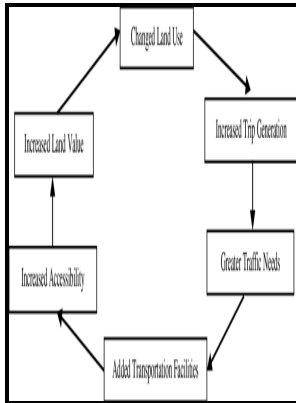 Changed Land Use
Increased Trip Generation
Greater Traffic Needs
Added Transportation Facilities
Increased Accessibility
Increased Land Value